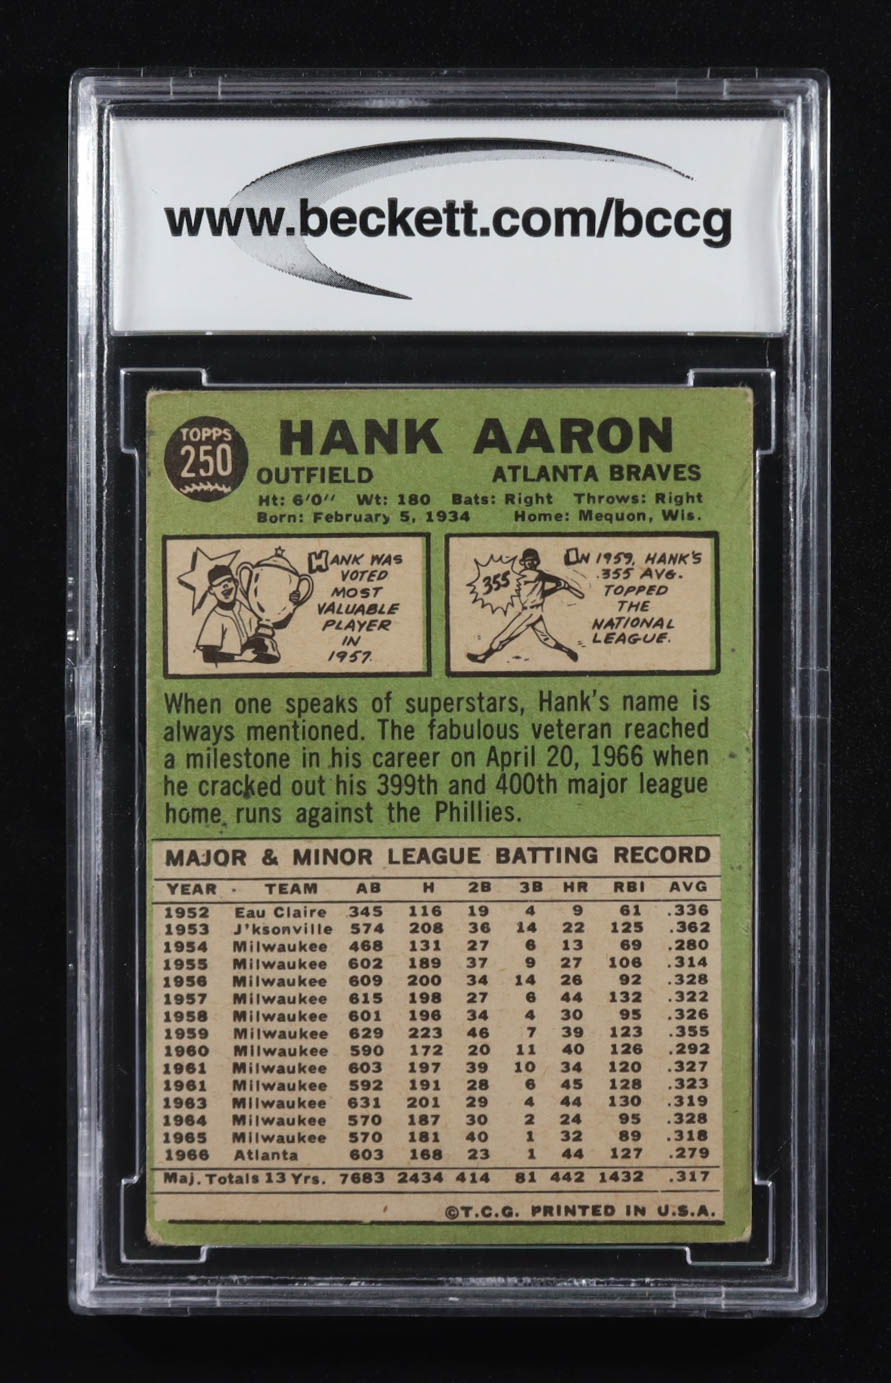 www.beckett.com/bccg
TOPPS
250
HANK AARON
OUTFIELD ATLANTA BRAVES
Ht: 6'0" Wt: 180 Bats: Right Throws: Right
Born: February 5, 1934 Home: Mequon, Wis.
HANK WAS
VOTED
MOST
VALUABLE
PLAYER
IN
1957.
355
IN 1959, HANK'S
.355 AVG.
TOPPED
THE
NATIONAL
LEAGUE.
When one speaks of superstars, Hank's name is
always mentioned. The fabulous veteran reached
a milestone in his career on April 20, 1966 when
he cracked out his 399th and 400th major league
home runs against the Phillies.
MAJOR & MINOR LEAGUE BATTING RECORD
YEAR TEAM AB H 2B 3B HR RBI AVG
1952 Eau Claire 345 116 19 4 9 61 .336
1953 J'ksonville 574 208 36 14 22 125 .362
1954 Milwaukee 468 131 27 6 13 69 .280
1955 Milwaukee 602 189 37 9 27 106 .314
1956 Milwaukee 609 200 34 14 26 92 .328
1957 Milwaukee 615 198 27 6 44 132 .322
1958 Milwaukee 601 196 34 4 30 95 .326
1959 Milwaukee 629 223 46 7 39 123 .355
1960 Milwaukee 590 172 20 11 40 126 .292
1961 Milwaukee 603 197 39 10 34 120 .327
1961 Milwaukee 592 191 28 6 45 128 .323
1963 Milwaukee 631 201 29 4 44 130 .319
1964 Milwaukee 570 187 30 2 24 95 .328
1965 Milwaukee 570 181 40 1 32 89 .318
1966 Atlanta 603 168 23 1 44 127 .279
Maj. Totals 13 Yrs. 7683 2434 414 81 442 1432 .317
©T.C.G. PRINTED IN U.S.A.